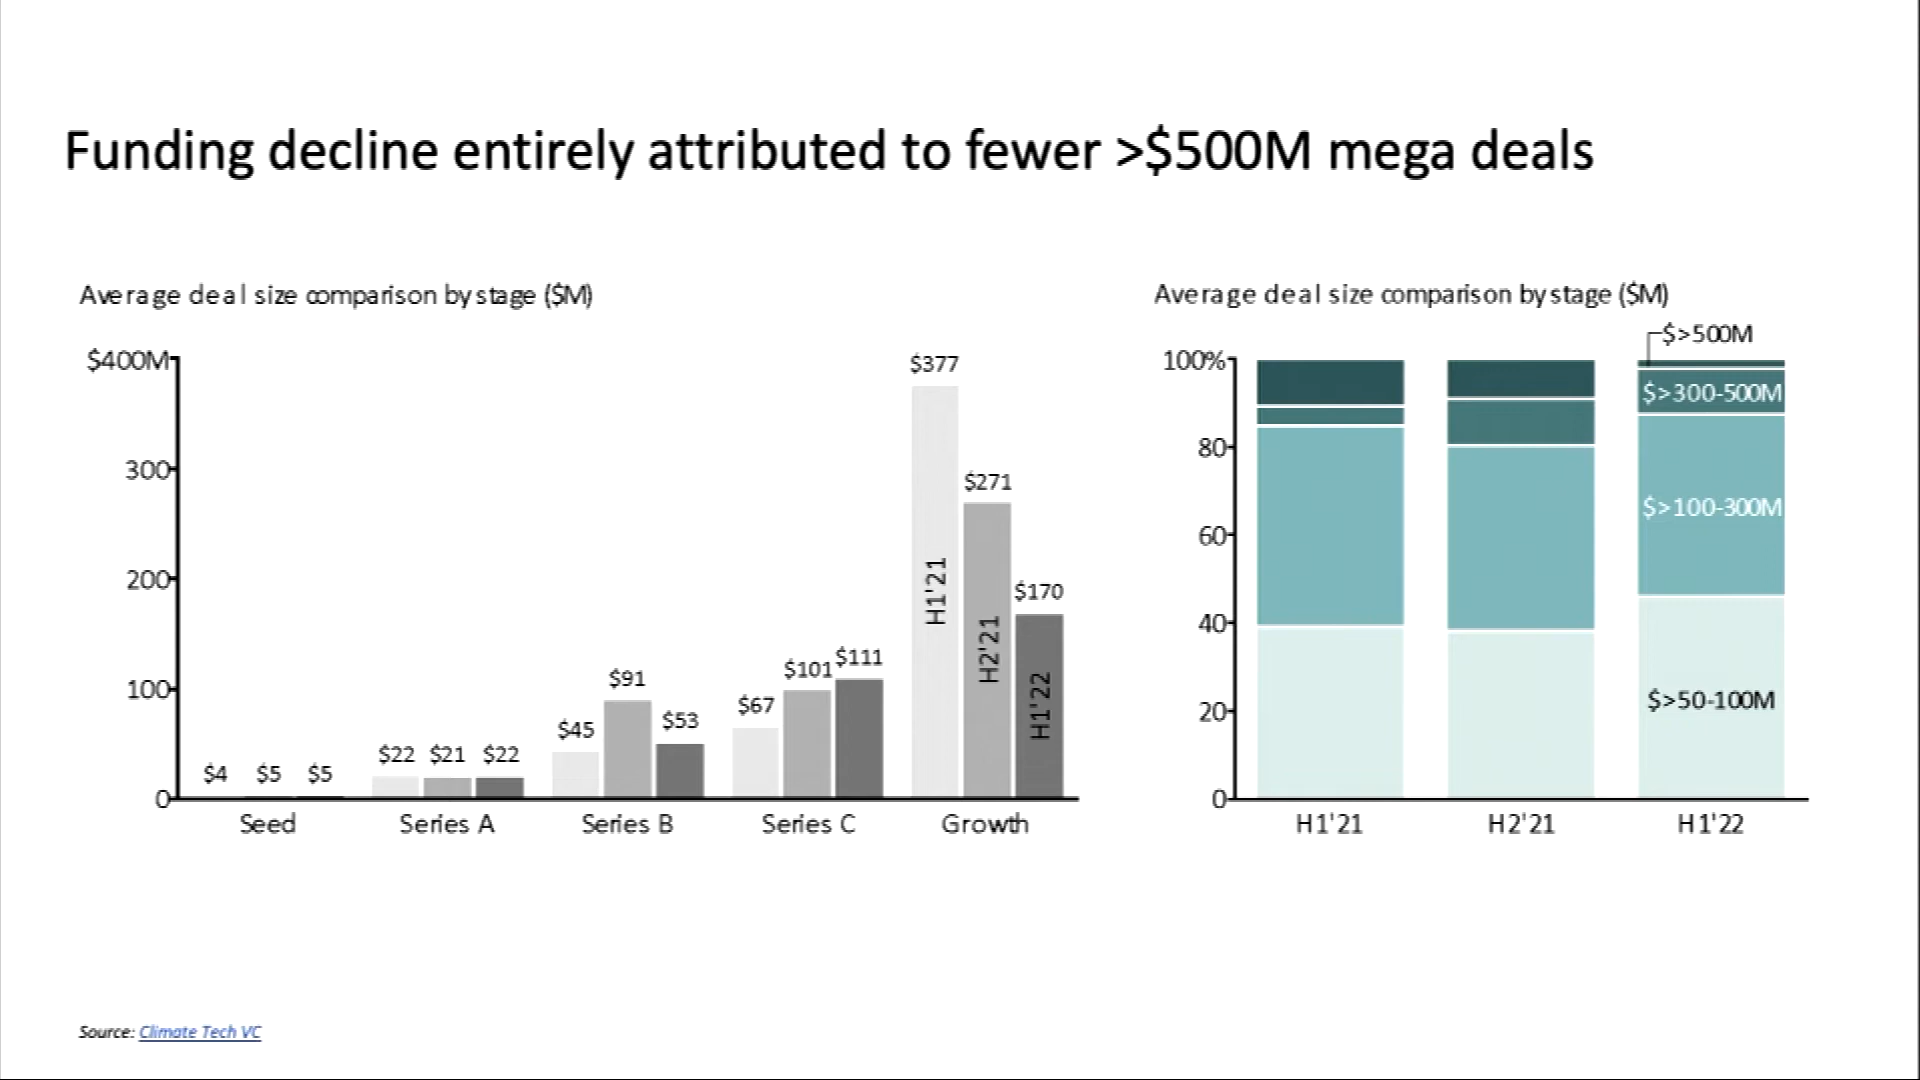 Funding decline entirely attributed to fewer >$500M mega deals
Average deal size comparison by stage ($M)
$400M
300
200
100
0
$4
$5
$5
$22
$21
$22
$45
$91
$53
$67
$101
$111
$377
$271
$170
H1'21
H2'21
H1'22
Seed
Series A
Series B
Series C
Growth
Average deal size comparison by stage ($M)
100%
80
60
40
20
0
$>500M
$>300-500M
$>100-300M
$>50-100M
H1'21
H2'21
H1'22
Source: Climate Tech VC